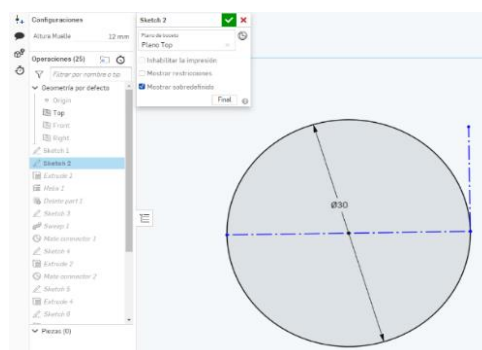 Configuraciones
Altura Muelle 12 mm
Operaciones (25)
Filtrar por nombre o tip
Geometría por defecto
Origin
Top
Front
Right
Sketch 1
Sketch 2
Extrude 1
Helix 1
Delete part 1
Sketch 3
Sweep 1
Mate connector 1
Sketch 4
Extrude 3
Mate connector 2
Sketch 5
Extrude 4
Piezas (0)
Sketch 2
Plano de boceto
Plano Top
Inhabilitar la impresión
Mostrar restricciones
Mostrar sobredefinido
Final
Ø30